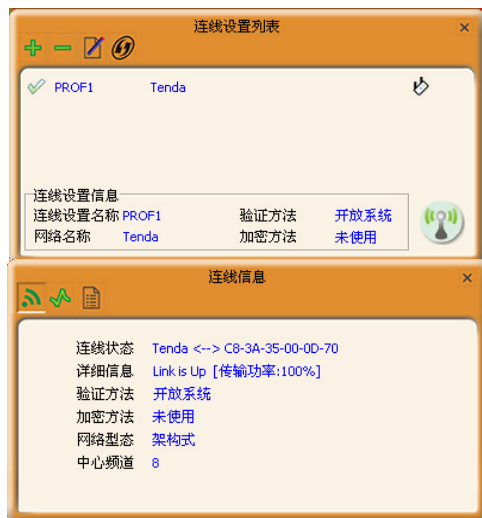 连线设置列表
PROF1 Tenda
连线设置信息
连线设置名称 PROF1 验证方法 开放系统
网络名称 Tenda 加密方法 未使用
连线信息
连线状态 Tenda <--> C8-3A-35-00-0D-70
详细信息 Link is Up [传输功率:100%]
验证方法 开放系统
加密方法 未使用
网络型态 架构式
中心频道 8